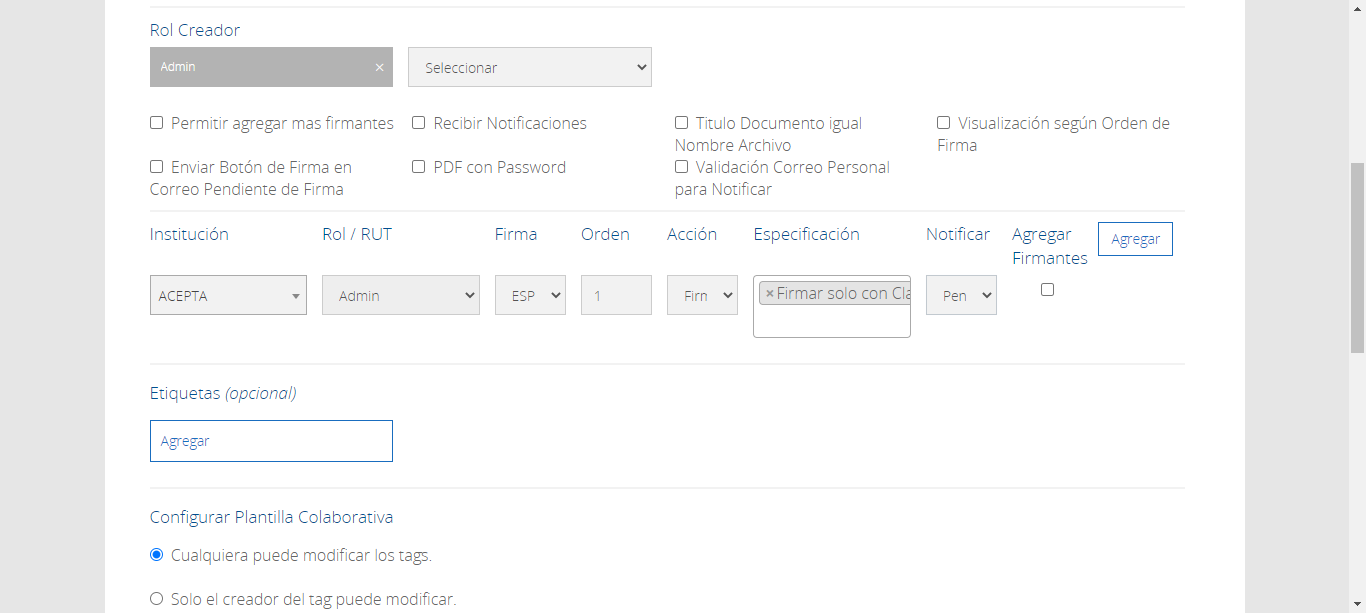 Rol Creador
Admin ×
Seleccionar
Permitir agregar mas firmantes
Recibir Notificaciones
Titulo Documento igual
Nombre Archivo
Visualización según Orden de
Firma
Enviar Botón de Firma en
Correo Pendiente de Firma
PDF con Password
Validación Correo Personal
para Notificar
Institución
Rol / RUT
Firma
Orden
Acción
Especificación
Notificar
Agregar
Firmantes
Agregar
ACEPTA
Admin
ESP
1
Firn
×Firmar solo con Cla
Pen
Etiquetas (opcional)
Agregar
Configurar Plantilla Colaborativa
Cualquiera puede modificar los tags.
Solo el creador del tag puede modificar.